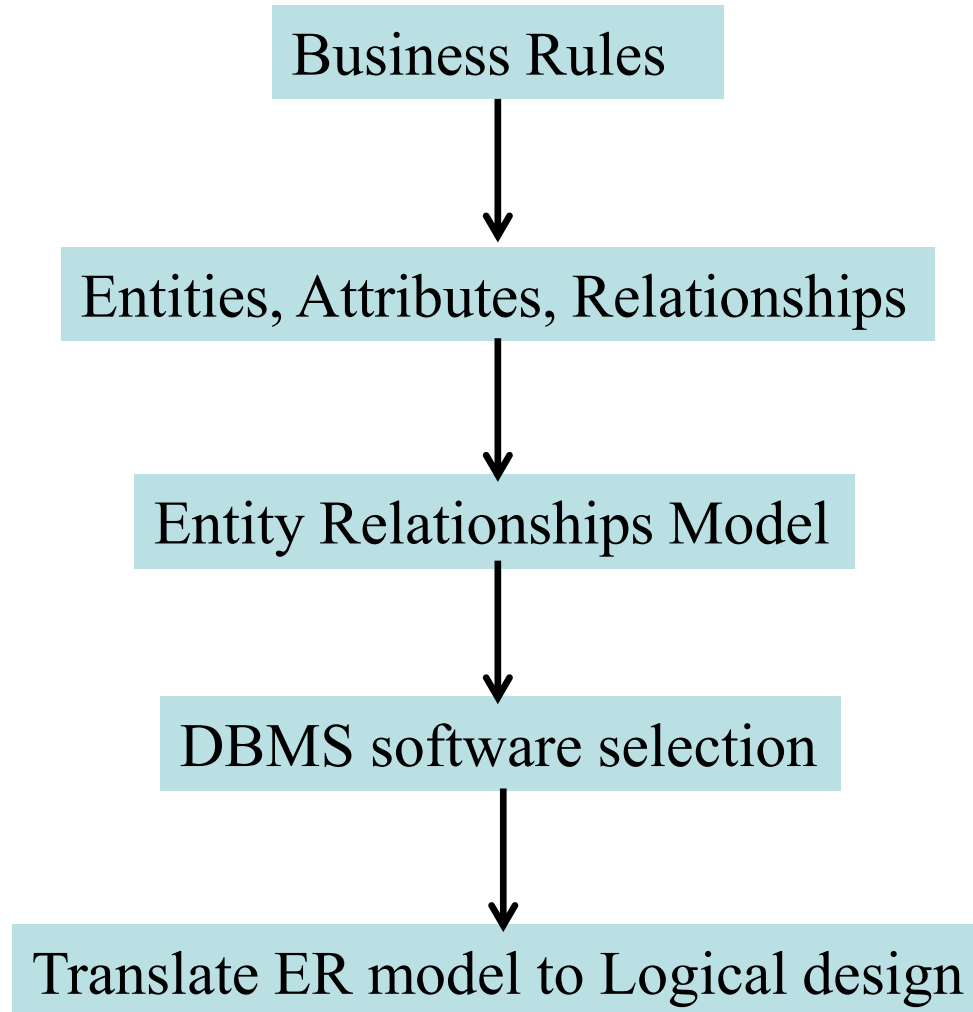 Business Rules
Entities, Attributes, Relationships
Entity Relationships Model
DBMS software selection
Translate ER model to Logical design